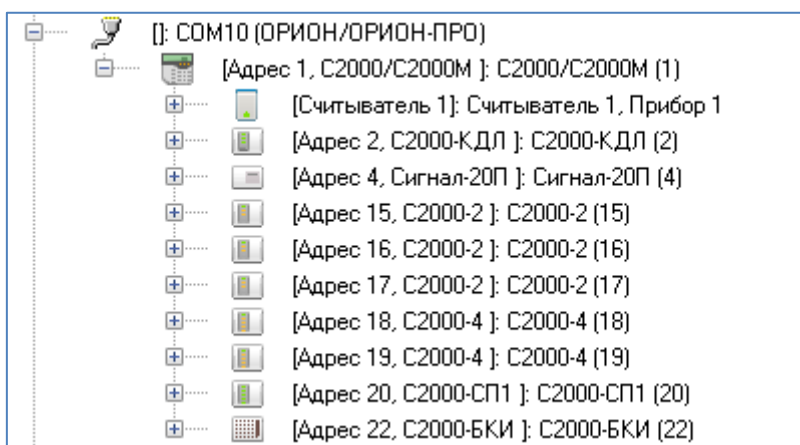 []: COM10 (ОРИОН/ОРИОН-ПРО)
[Адрес 1, С2000/С2000М ]: С2000/С2000М (1)
[Считыватель 1]: Считыватель 1, Прибор 1
[Адрес 2, С2000-КДЛ ]: С2000-КДЛ (2)
[Адрес 4, Сигнал-20П ]: Сигнал-20П (4)
[Адрес 15, С2000-2 ]: С2000-2 (15)
[Адрес 16, С2000-2 ]: С2000-2 (16)
[Адрес 17, С2000-2 ]: С2000-2 (17)
[Адрес 18, С2000-4 ]: С2000-4 (18)
[Адрес 19, С2000-4 ]: С2000-4 (19)
[Адрес 20, С2000-СП1 ]: С2000-СП1 (20)
[Адрес 22, С2000-БКИ ]: С2000-БКИ (22)